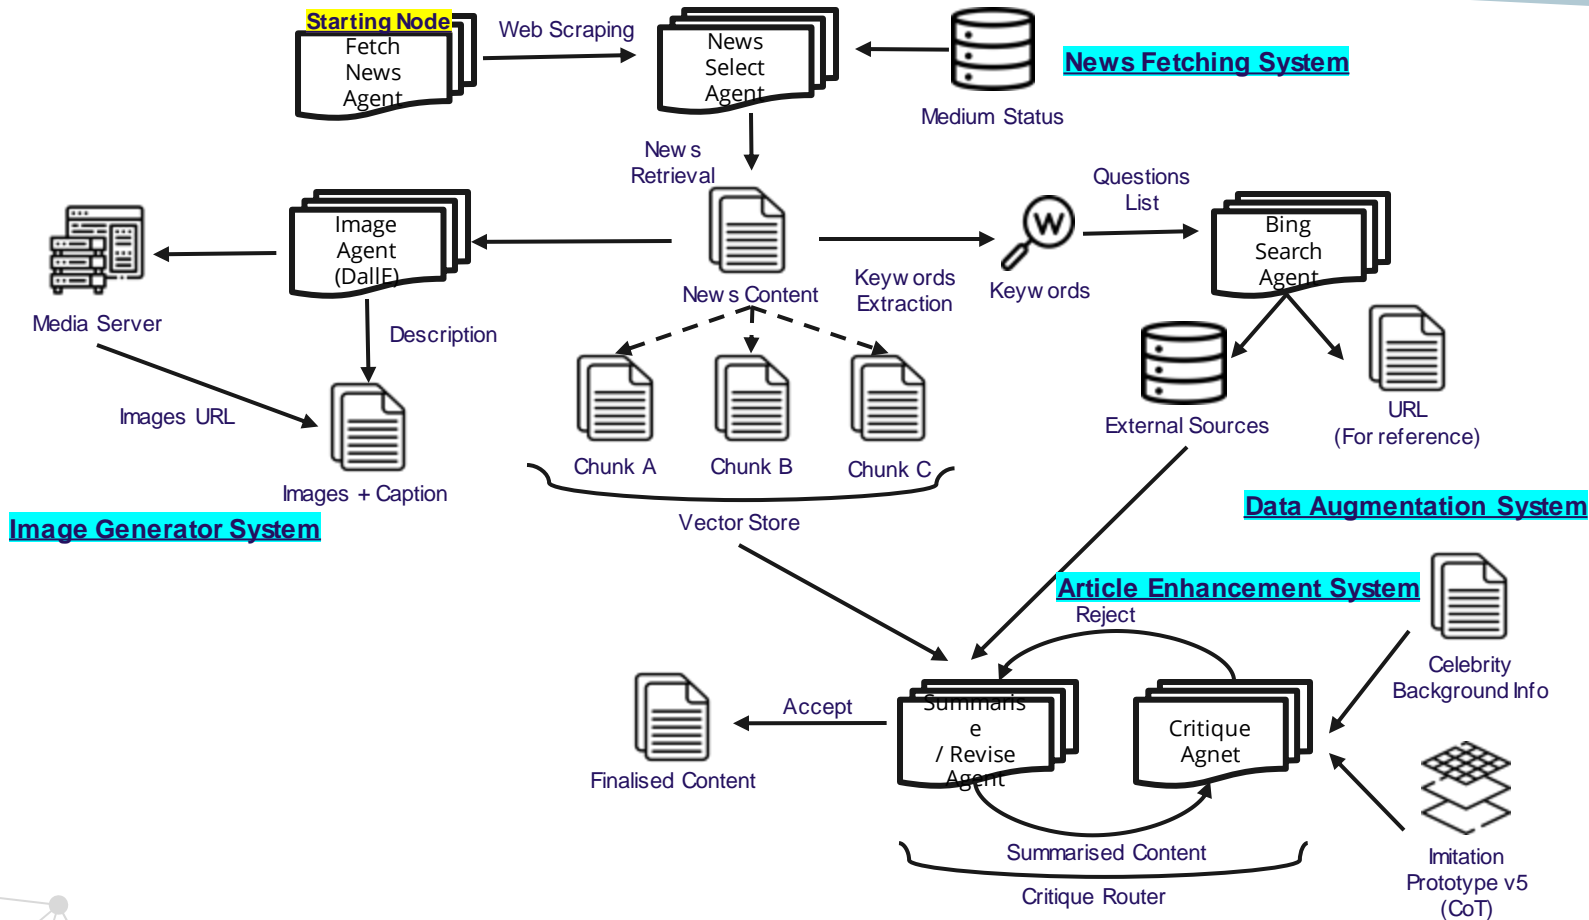 Starting Node
Fetch
News
Agent
Web Scraping
News
Select
Agent
Medium Status
News Fetching System
News
Retrieval
Questions
List
Image
Agent
(DallE)
Bing
Search
Agent
W
News Content
Keywords
Extraction
Keywords
Media Server
Description
Images URL
Images + Caption
Image Generator System
Chunk A
Chunk B
Chunk C
Vector Store
External Sources
URL
(For reference)
Data Augmentation System
Article Enhancement System
Reject
Celebrity
Background Info
Summaris
e
/ Revise
Agent
Critique
Agnet
Accept
Finalised Content
Summarised Content
Critique Router
Imitation
Prototype v5
(CoT)